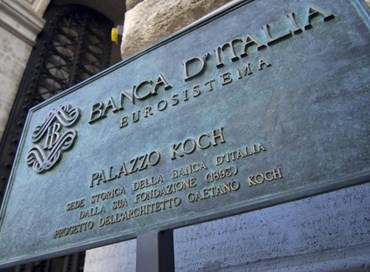 BANCA D'ITALIA
EUROSISTEMA
PALAZZO KOCH
SEDE STORICA DELLA BANCA D'ITALIA
DALLA SUA FONDAZIONE (1893)
PROGETTO DELL'ARCHITETTO GAETANO KOCH